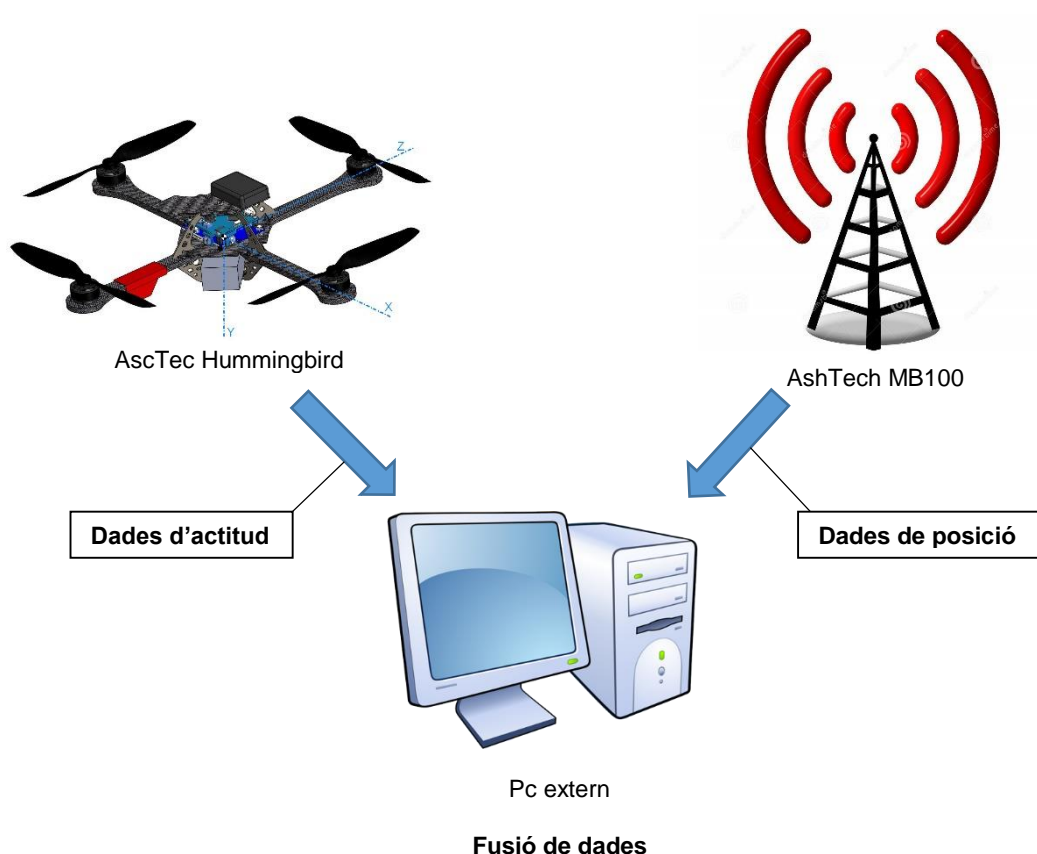 Z
X
Y
AscTec Hummingbird
AshTech MB100
Dades d’actitud
Dades de posició
Pc extern
Fusió de dades